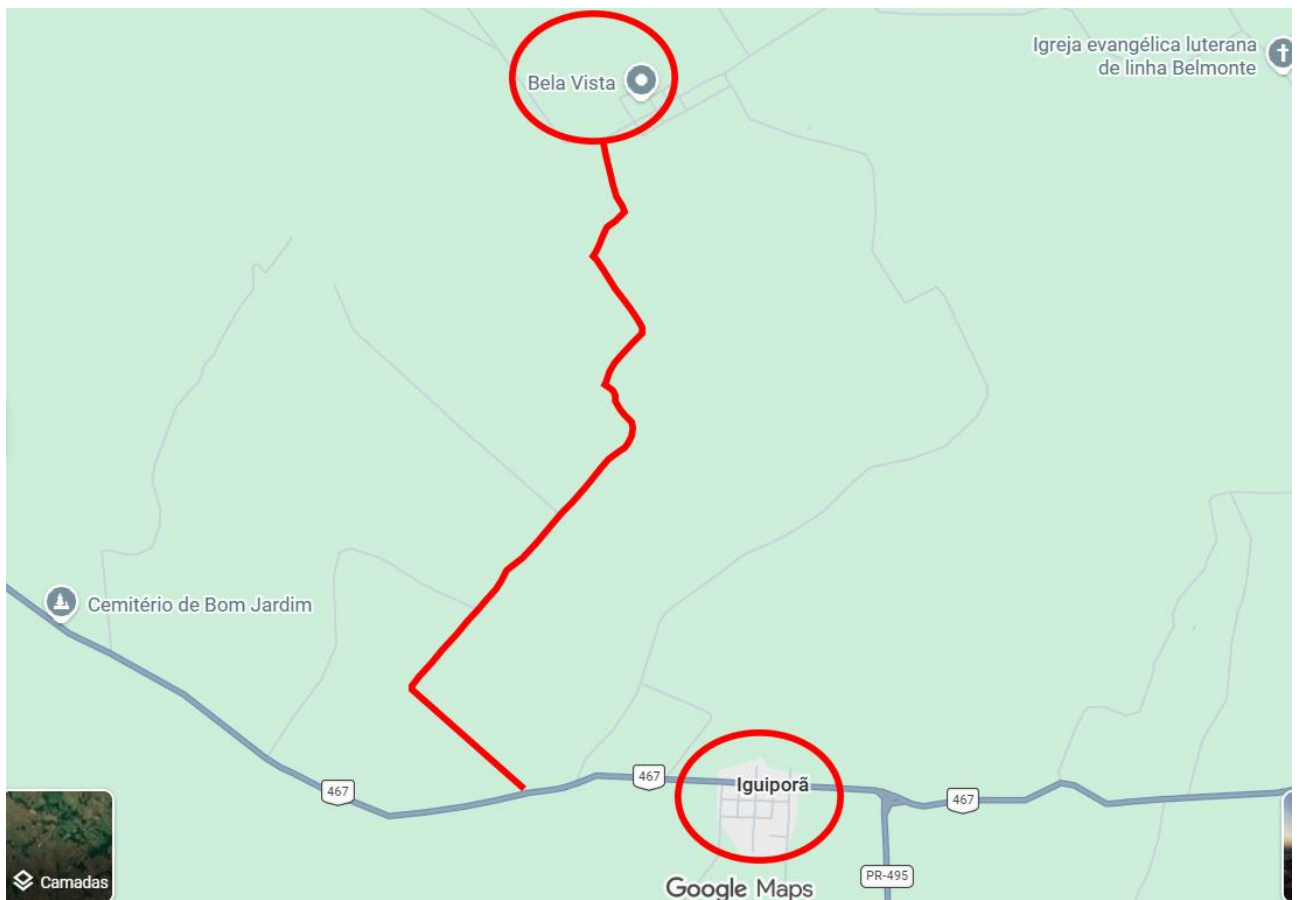 Igreja evangélica luterana
de linha Belmonte
Bela Vista
Cemitério de Bom Jardim
467
467
Iguiporã
467
PR-495
Camadas
Google Maps